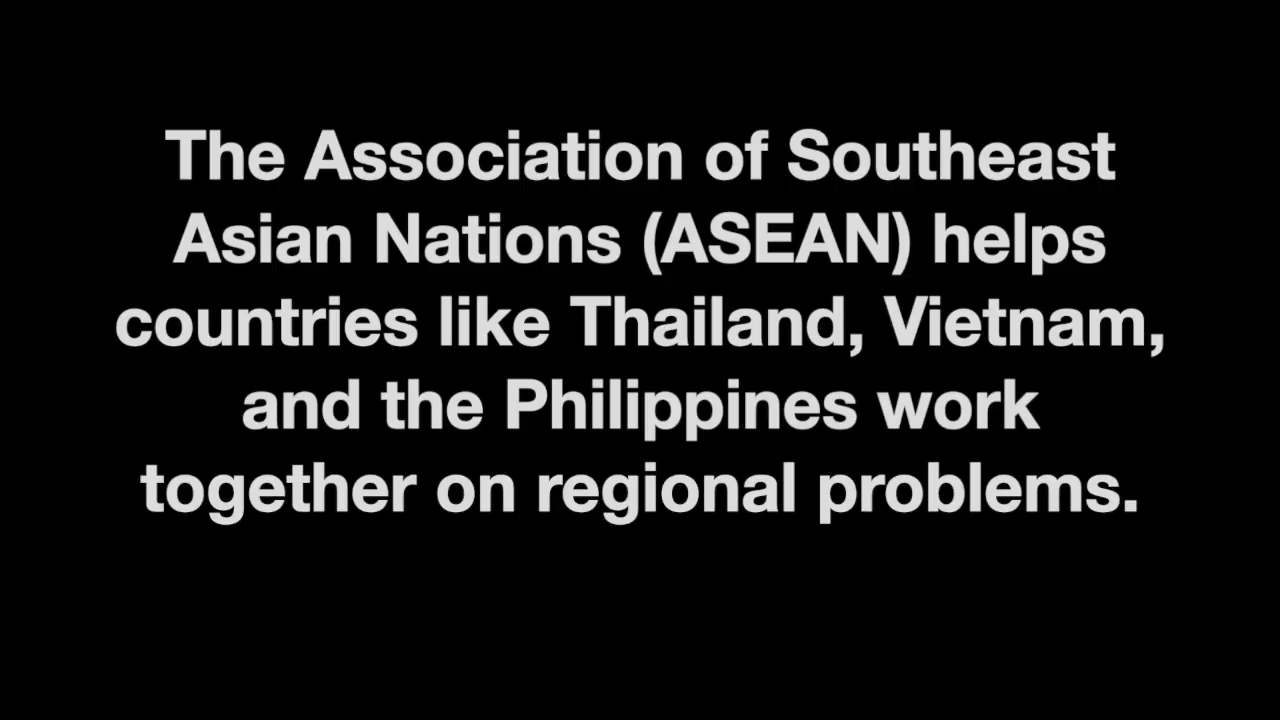 The Association of Southeast
Asian Nations (ASEAN) helps
countries like Thailand, Vietnam,
and the Philippines work
together on regional problems.